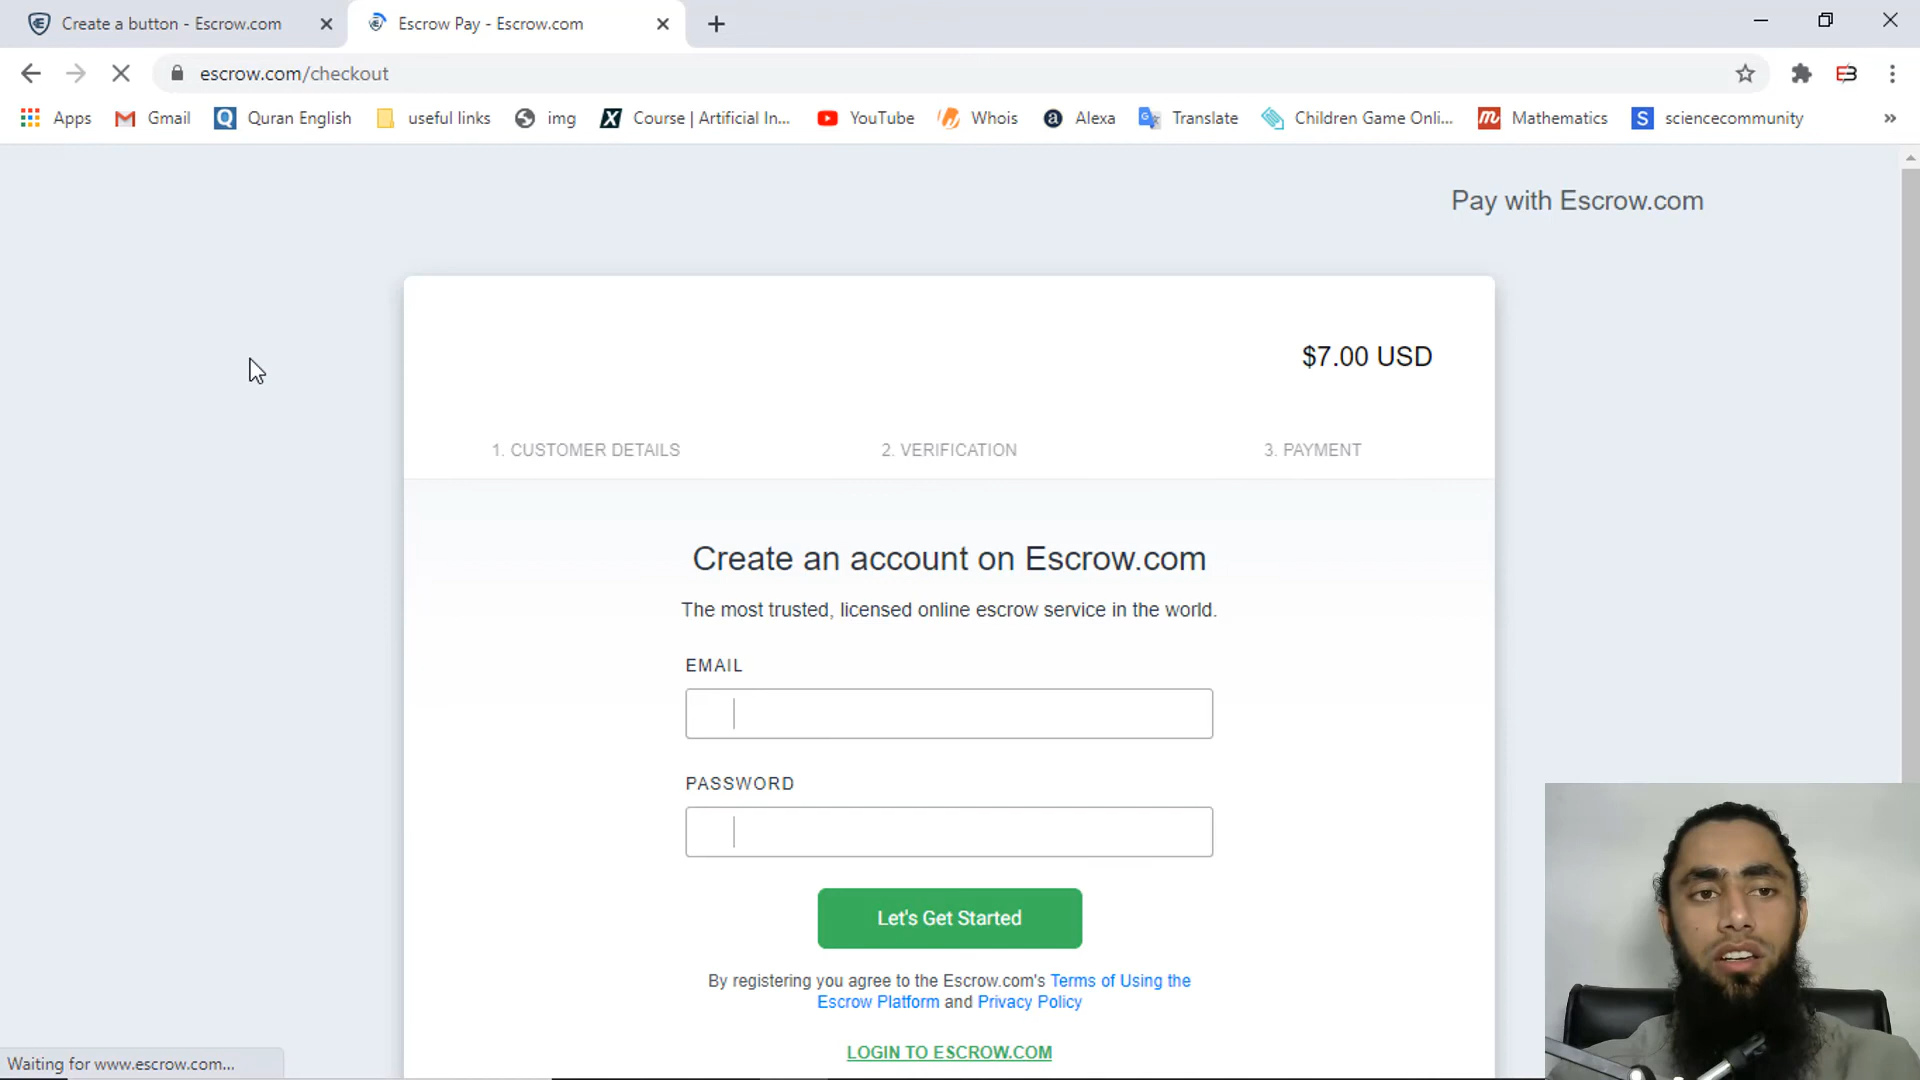 Create a button - Escrow.com
Escrow Pay - Escrow.com
escrow.com/checkout
Apps Gmail Quran English useful links img Course | Artificial In... YouTube Whois Alexa Translate Children Game Onli... Mathematics sciencecommunity »
Pay with Escrow.com
$7.00 USD
1. CUSTOMER DETAILS 2. VERIFICATION 3. PAYMENT
Create an account on Escrow.com
The most trusted, licensed online escrow service in the world.
EMAIL
PASSWORD
Let's Get Started
By registering you agree to the Escrow.com's Terms of Using the
Escrow Platform and Privacy Policy
LOGIN TO ESCROW.COM
Waiting for www.escrow.com...